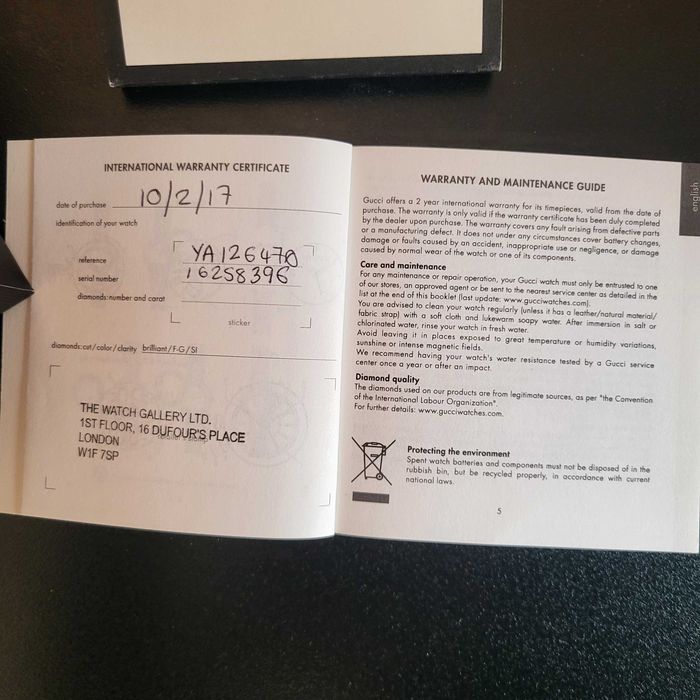 INTERNATIONAL WARRANTY CERTIFICATE
date of purchase 10/2/17
identification of your watch
reference YA126470
serial number 16258396
diamonds:number and carat
sticker
diamonds:cut/color/clarity brilliant/F-G/SI
THE WATCH GALLERY LTD.
1ST FLOOR, 16 DUFOUR'S PLACE
LONDON
W1F 7SP
WARRANTY AND MAINTENANCE GUIDE
Gucci offers a 2 year international warranty for its timepieces, valid from the date of
purchase. The warranty is only valid if the warranty certificate has been duly completed
by the dealer upon purchase. The warranty covers any fault arising from defective parts
or a manufacturing defect. It does not under any circumstances cover battery changes,
damage or faults caused by an accident, inappropriate use or negligence, or damage
caused by normal wear of the watch or one of its components.
Care and maintenance
For any maintenance or repair operation, your Gucci watch must only be entrusted to one
of our stores, an approved agent or be sent to the nearest service center as detailed in the
list at the end of this booklet (last update: www.gucciwatches.com).
You are advised to clean your watch regularly (unless it has a leather/natural material/
fabric strap) with a soft cloth and lukewarm soapy water. After immersion in salt or
chlorinated water, rinse your watch in fresh water.
Avoid leaving it in places exposed to great temperature or humidity variations,
sunshine or intense magnetic fields.
We recommend having your watch's water resistance tested by a Gucci service
center once a year or after an impact.
Diamond quality
The diamonds used on our products are from legitimate sources, as per "the Convention
of the International Labour Organization".
For further details: www.gucciwatches.com.
Protecting the environment
Spent watch batteries and components must not be disposed of in the
rubbish bin, but be recycled properly, in accordance with current
national laws.
5
english